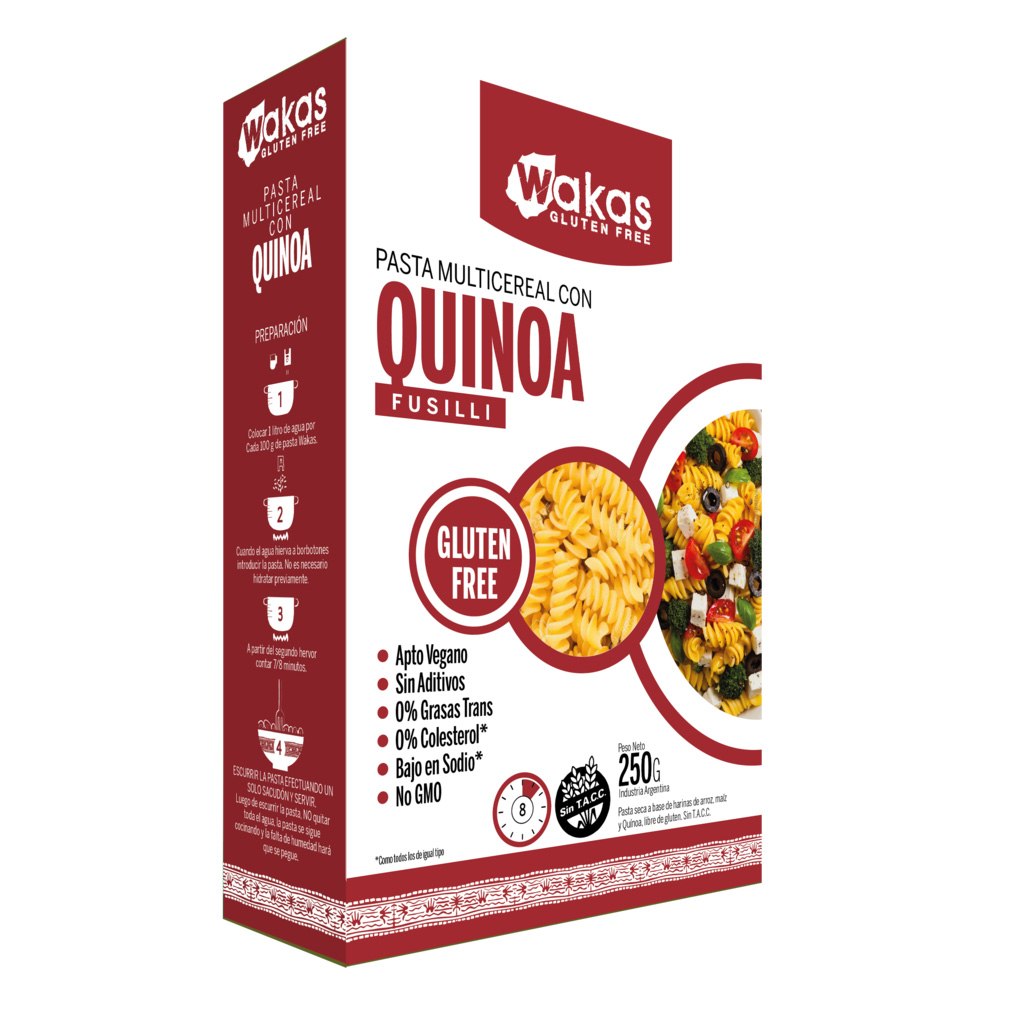 Wakas
GLUTEN FREE
PASTA
MULTICEREAL
CON
QUINOA
PREPARACIÓN
1
Colocar 1 litro de agua por
Cada 100 g de pasta Wakas.
2
Cuando el agua hierva a borbotones
introducir la pasta. No es necesario
hidratar previamente.
3
A partir del segundo hervor
contar 7/8 minutos.
4
ESCURRIR LA PASTA EFECTUANDO UN
SOLO SACUDÓN Y SERVIR.
Luego de escurrir la pasta, NO quitar
toda el agua, la pasta se sigue
cocinando y la falta de humedad hará
que se pegue.
Wakas
GLUTEN FREE
PASTA MULTICEREAL CON
QUINOA
FUSILLI
GLUTEN
FREE
Apto Vegano
Sin Aditivos
0% Grasas Trans
0% Colesterol*
Bajo en Sodio*
No GMO
*Como todos los de igual tipo
8
Sin T.A.C.C.
Peso Neto
250G
Industria Argentina
Pasta seca a base de harinas de arroz, maíz
y Quínoa, libre de gluten. Sin T.A.C.C.